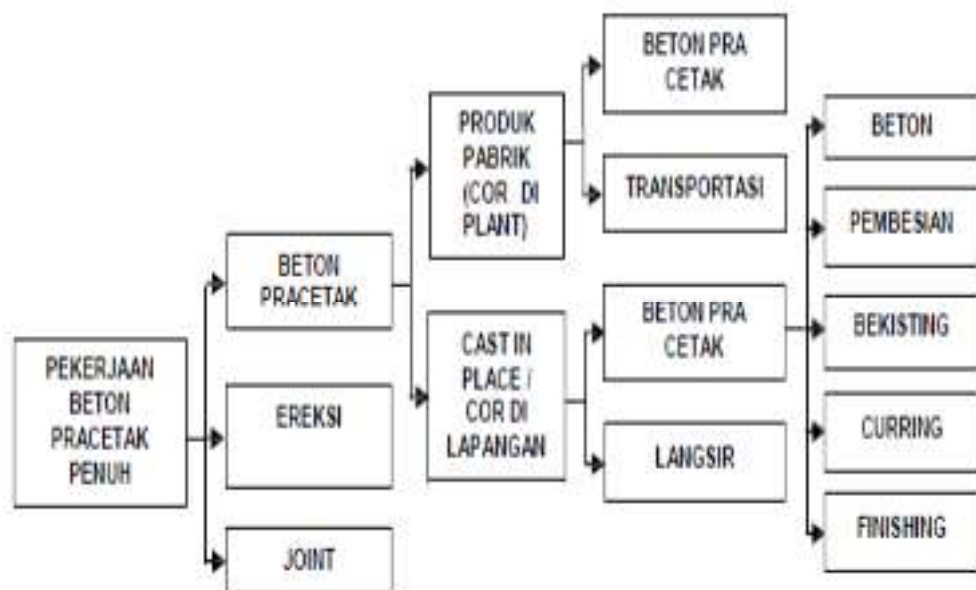 PEKERJAAN
BETON
PRACETAK
PENUH
BETON
PRACETAK
EREKSI
JOINT
PRODUK
PABRIK
(COR DI
PLANT)
CAST IN
PLACE /
COR DI
LAPANGAN
BETON PRA
CETAK
TRANSPORTASI
BETON PRA
CETAK
LANGSIR
BETON
PEMBESIAN
BEKISTING
CURRING
FINISHING